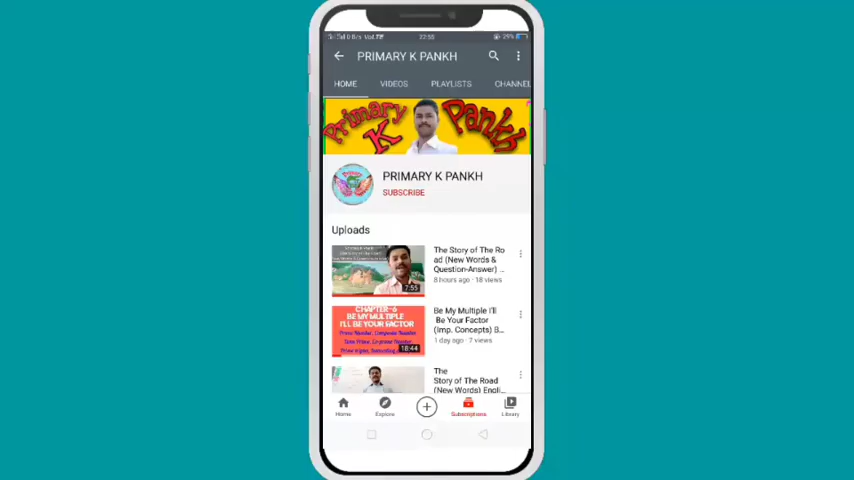 22:55
29%
PRIMARY K PANKH
HOME VIDEOS PLAYLISTS CHANNEL
Primary K Pankh
PRIMARY K PANKH
SUBSCRIBE
Uploads
The Story of The Ro
ad (New Words &
Question-Answer) ...
8 hours ago · 18 views
7:55
CHAPTER-6
BE MY MULTIPLE
I'LL BE YOUR FACTOR
18:44
Be My Multiple I'll
Be Your Factor
(Imp. Concepts) B...
1 day ago · 7 views
The
Story of The Road
(New Words) Engli...
Home Explore Subscriptions Library